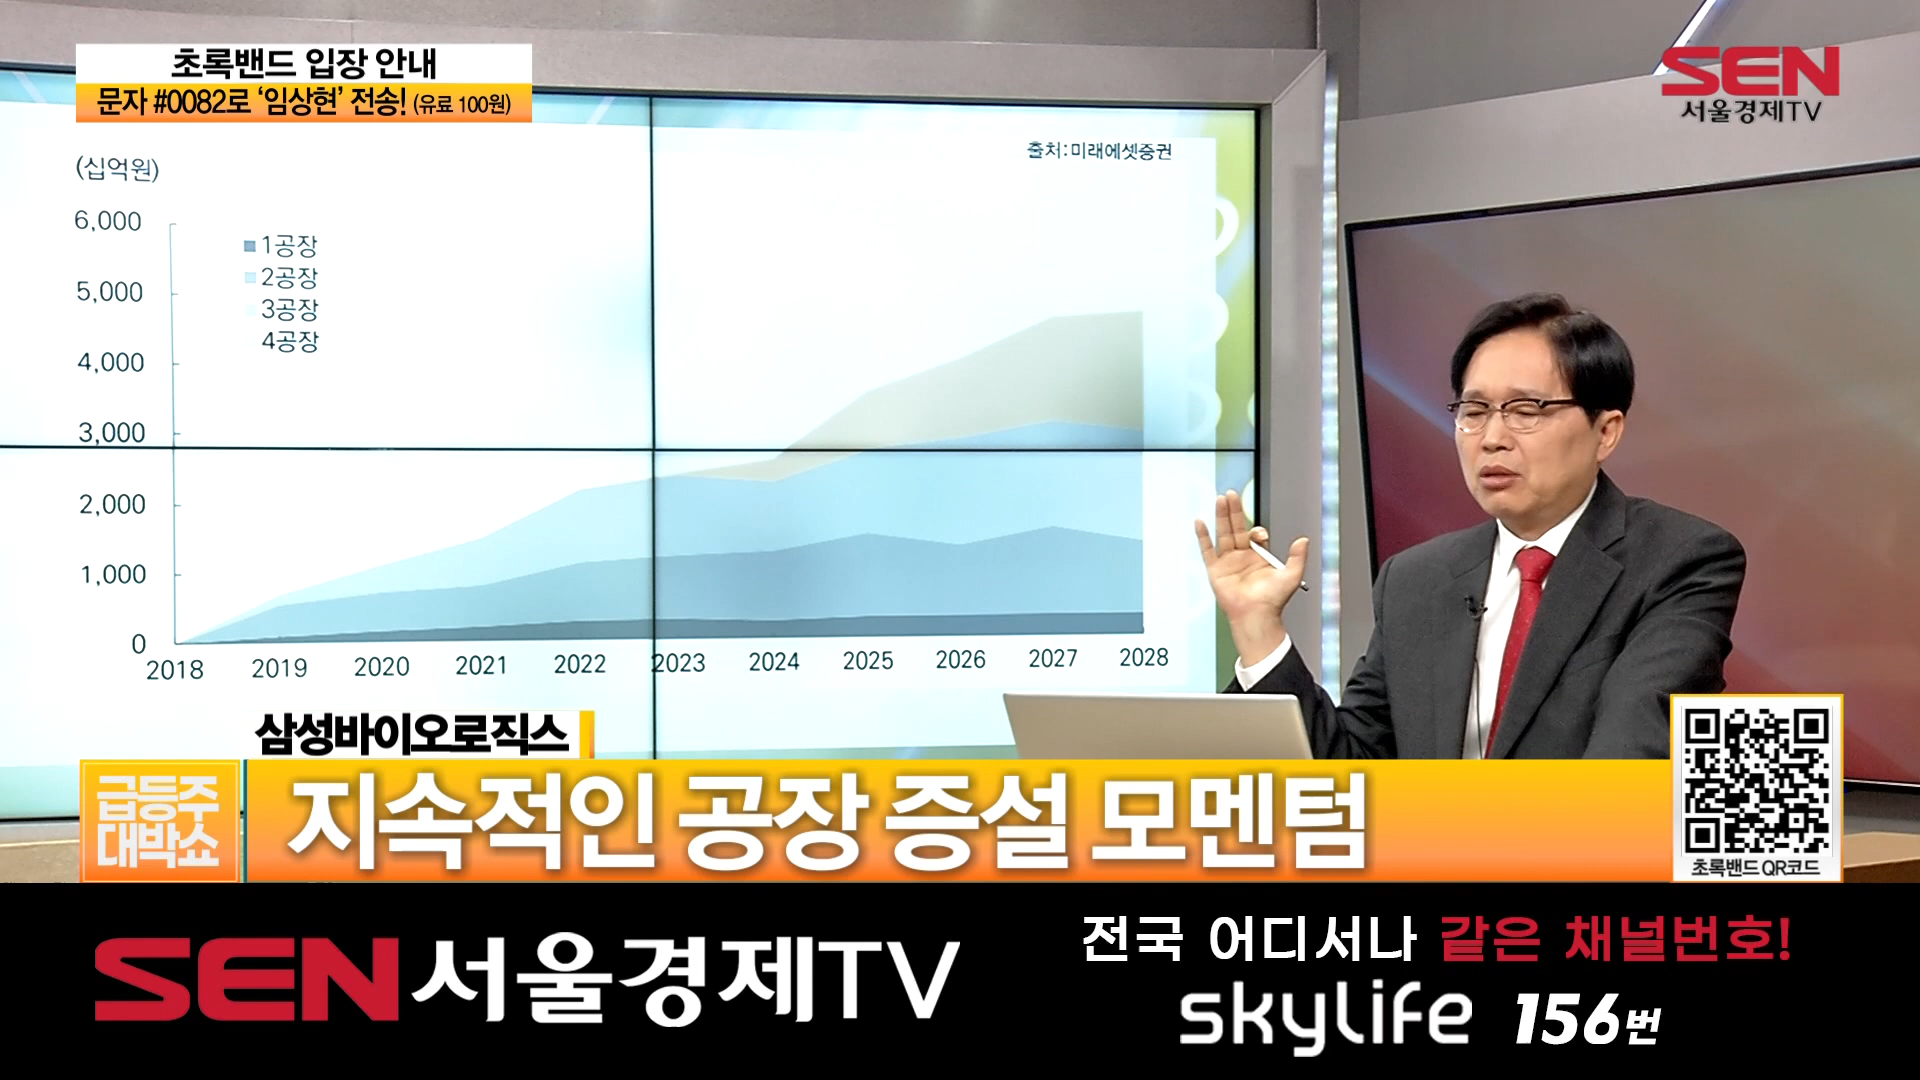 초록밴드 입장 안내
문자 #0082로 ‘임상현’ 전송! (유료 100원)
SEN
서울경제TV
(십억원)
출처:미래에셋증권
6,000
5,000
4,000
3,000
2,000
1,000
0
1공장
2공장
3공장
4공장
2018 2019 2020 2021 2022 2023 2024 2025 2026 2027 2028
삼성바이오로직스
급등주
대박쇼
지속적인 공장 증설 모멘텀
초록밴드 QR코드
SEN 서울경제TV
전국 어디서나 같은 채널번호!
skylife 156번